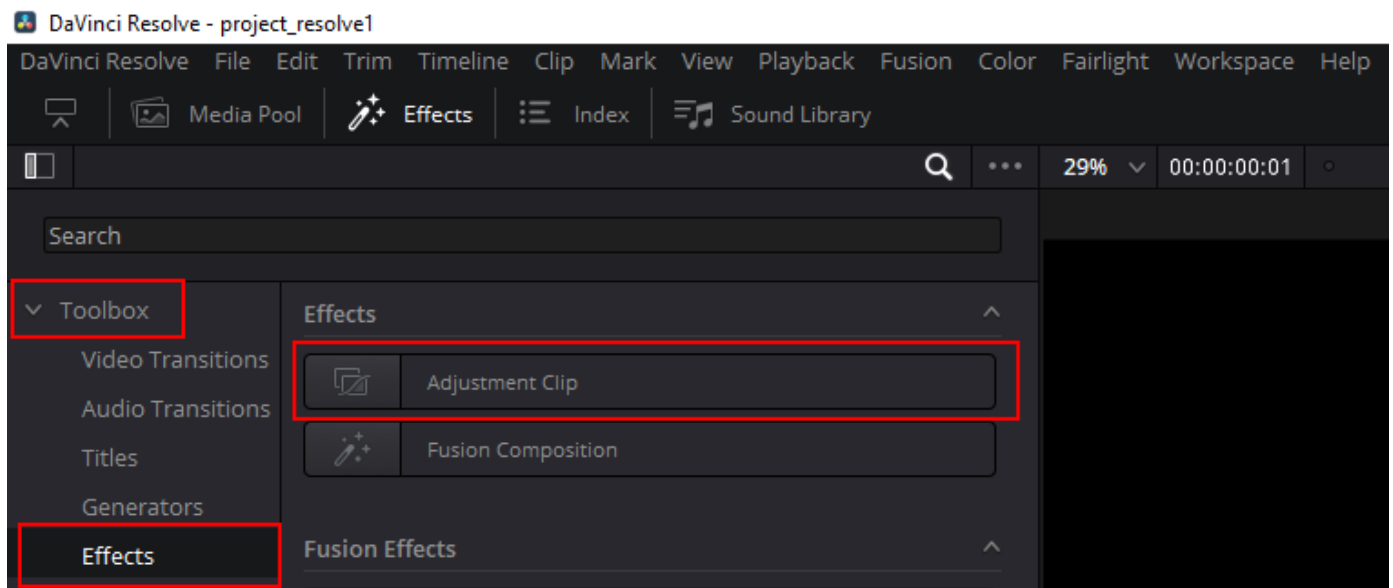 DaVinci Resolve - project_resolve1
DaVinci Resolve File Edit Trim Timeline Clip Mark View Playback Fusion Color Fairlight Workspace Help
Media Pool Effects Index Sound Library
29% 00:00:00:01
Search
Toolbox
Video Transitions
Audio Transitions
Titles
Generators
Effects
Effects
Adjustment Clip
Fusion Composition
Fusion Effects